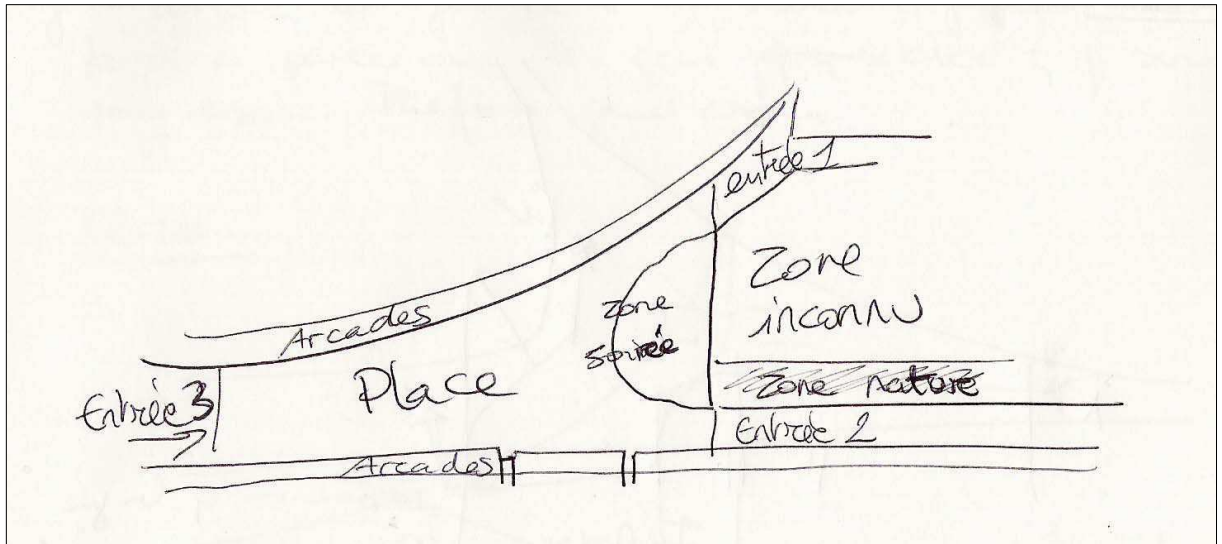 entrée 1
Zone
inconnu
zone
soirée
Arcades
Place
Zone nature
Entrée 3
Entrée 2
Arcades